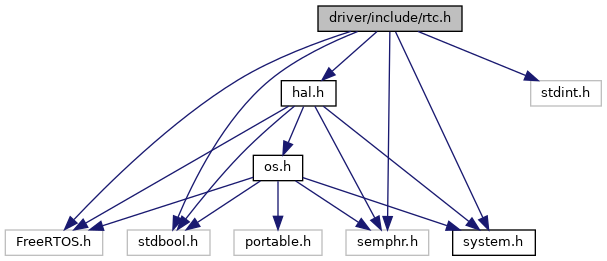 driver/include/rtc.h
hal.h
stdint.h
os.h
FreeRTOS.h
stdbool.h
portable.h
semphr.h
system.h